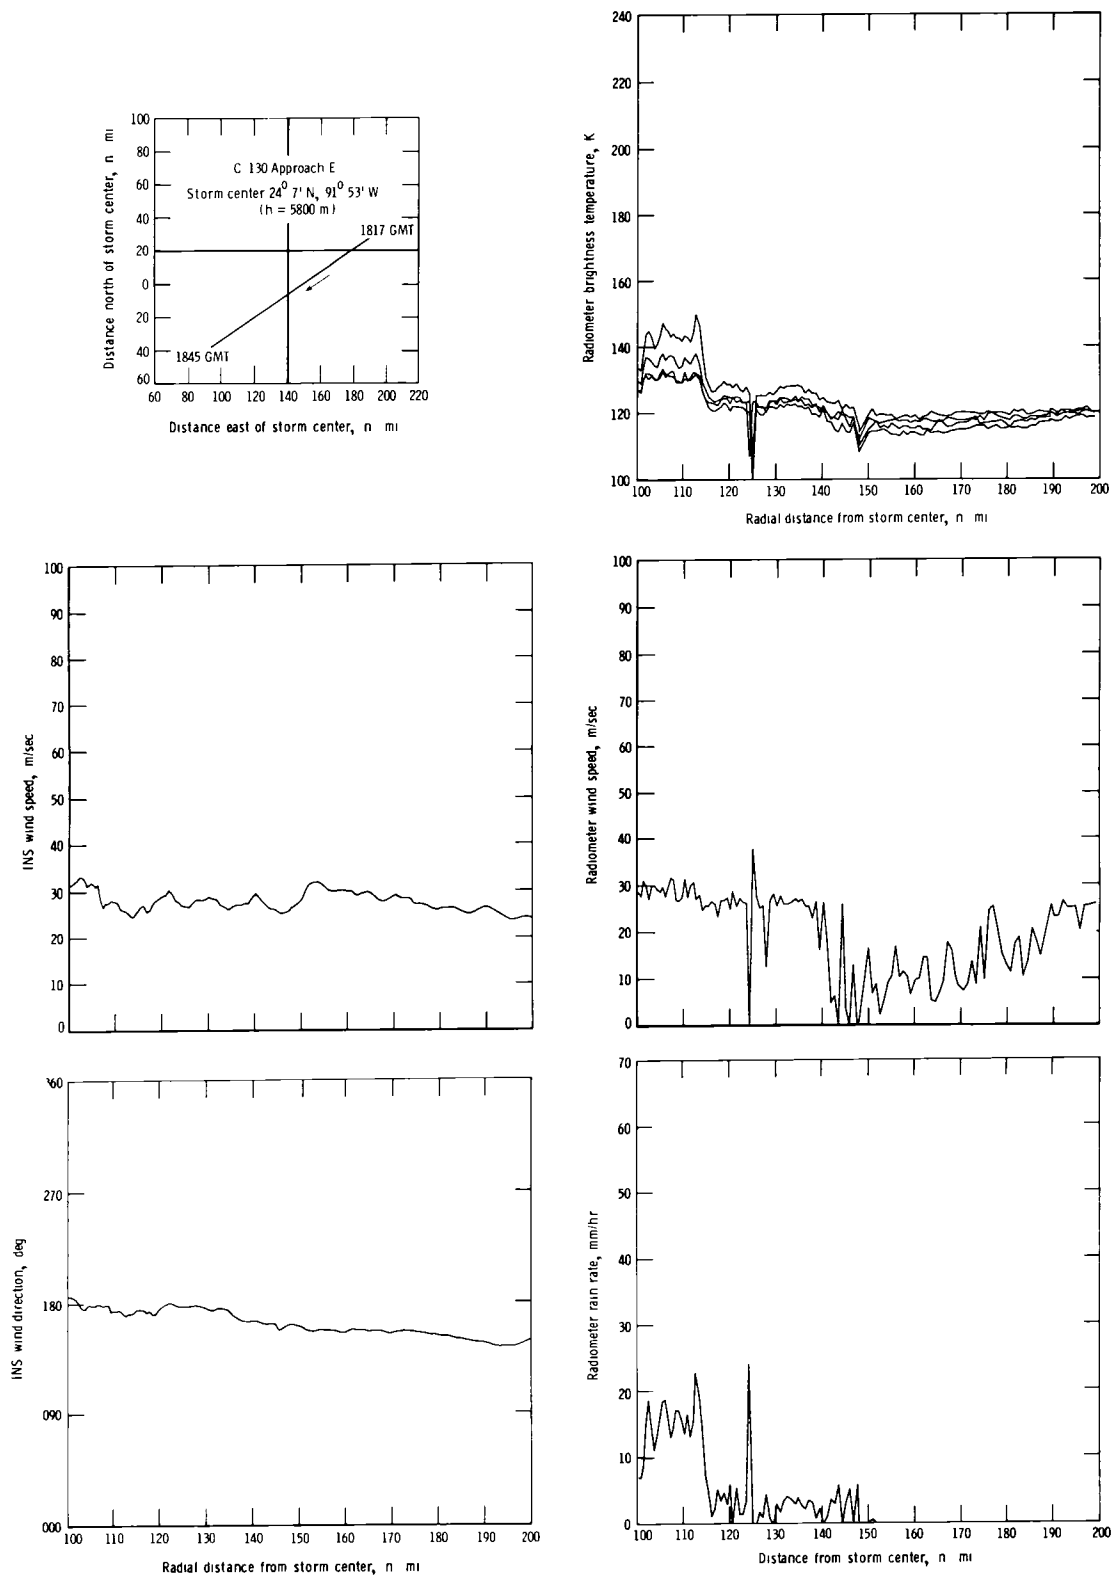 100
80
60
40
20
0
20
40
60
60 80 100 120 140 160 180 200 220
Distance north of storm center, n mi
Distance east of storm center, n mi
C 130 Approach E
Storm center 24° 7' N, 91° 53' W
(h = 5800 m)
1817 GMT
1845 GMT
240
220
200
180
160
140
120
100
100 110 120 130 140 150 160 170 180 190 200
Radiometer brightness temperature, K
Radial distance from storm center, n mi
100
90
80
70
60
50
40
30
20
10
0
INS wind speed, m/sec
100
90
80
70
60
50
40
30
20
10
0
Radiometer wind speed, m/sec
360
270
180
090
000
100 110 120 130 140 150 160 170 180 190 200
INS wind direction, deg
Radial distance from storm center, n mi
70
60
50
40
30
20
10
0
100 110 120 130 140 150 160 170 180 190 200
Radiometer rain rate, mm/hr
Distance from storm center, n mi